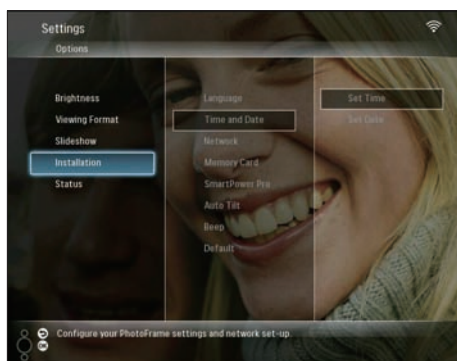 Settings
Options
Brightness
Viewing Format
Slideshow
Installation
Status
Language
Time and Date
Network
Memory Card
SmartPower Pro
Auto Tilt
Beep
Default
Set Time
Set Date
Configure your PhotoFrame settings and network set-up.
OK